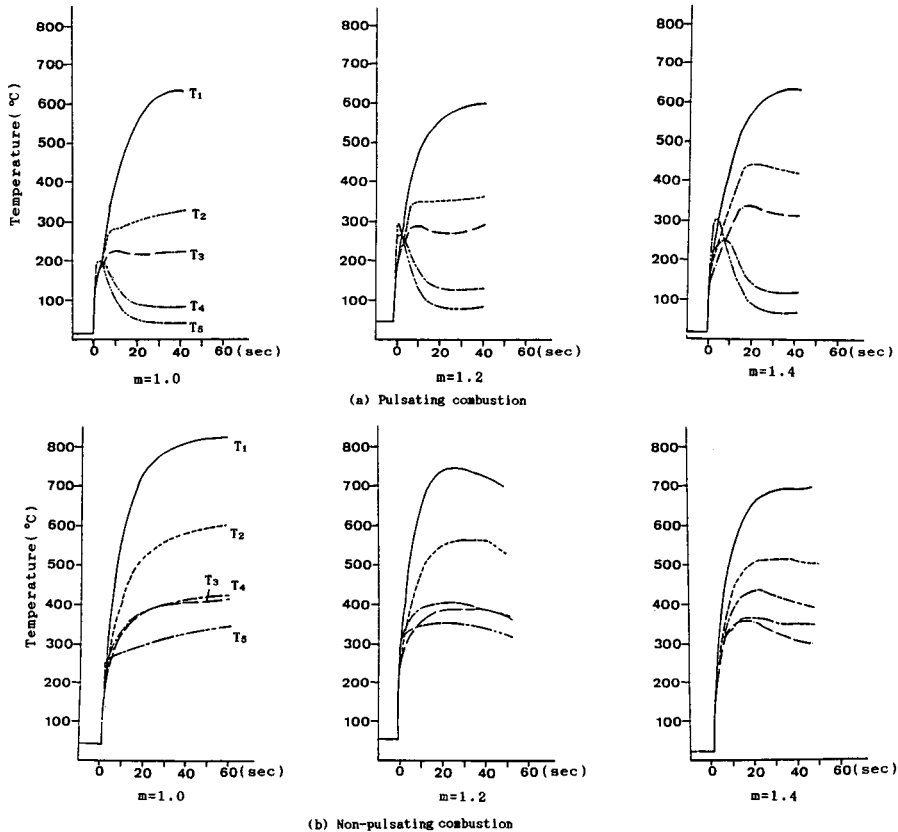 Temperature(°C)
800
700
600
500
400
300
200
100
0
20
40
60(sec)
T1
T2
T3
T4
T5
m=1.0
800
700
600
500
400
300
200
100
0
20
40
60(sec)
m=1.2
800
700
600
500
400
300
200
100
0
20
40
60(sec)
m=1.4
(a) Pulsating combustion
Temperature(°C)
800
700
600
500
400
300
200
100
0
20
40
60(sec)
T1
T2
T3
T4
T5
m=1.0
800
700
600
500
400
300
200
100
0
20
40
60(sec)
m=1.2
800
700
600
500
400
300
200
100
0
20
40
60(sec)
m=1.4
(b) Non-pulsating combustion